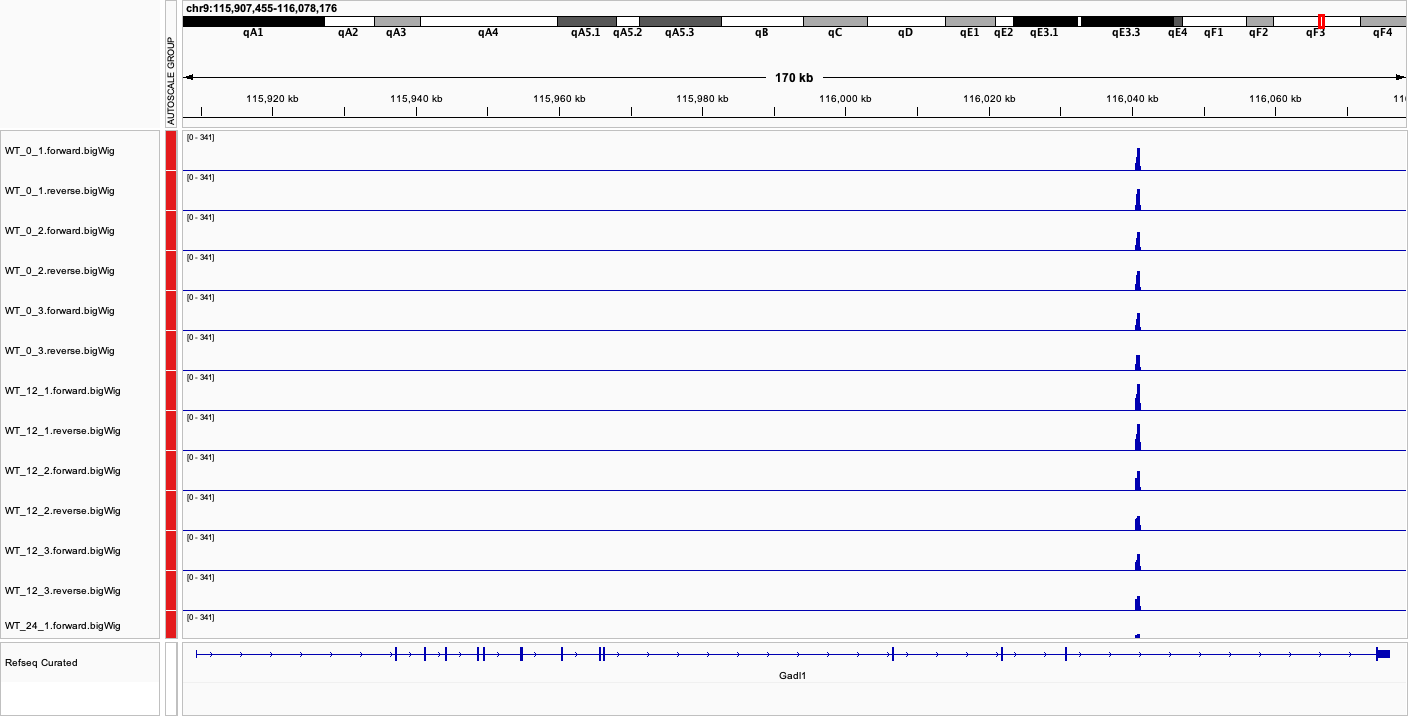 chr9:115,907,455-116,078,176
qA1 qA2 qA3 qA4 qA5.1 qA5.2 qA5.3 qB qC qD qE1 qE2 qE3.1 qE3.3 qE4 qF1 qF2 qF3 qF4
AUTOSCALE GROUP
170 kb
115,920 kb 115,940 kb 115,960 kb 115,980 kb 116,000 kb 116,020 kb 116,040 kb 116,060 kb
WT_0_1.forward.bigWig [0 - 341]
WT_0_1.reverse.bigWig [0 - 341]
WT_0_2.forward.bigWig [0 - 341]
WT_0_2.reverse.bigWig [0 - 341]
WT_0_3.forward.bigWig [0 - 341]
WT_0_3.reverse.bigWig [0 - 341]
WT_12_1.forward.bigWig [0 - 341]
WT_12_1.reverse.bigWig [0 - 341]
WT_12_2.forward.bigWig [0 - 341]
WT_12_2.reverse.bigWig [0 - 341]
WT_12_3.forward.bigWig [0 - 341]
WT_12_3.reverse.bigWig [0 - 341]
WT_24_1.forward.bigWig [0 - 341]
Refseq Curated
Gadl1